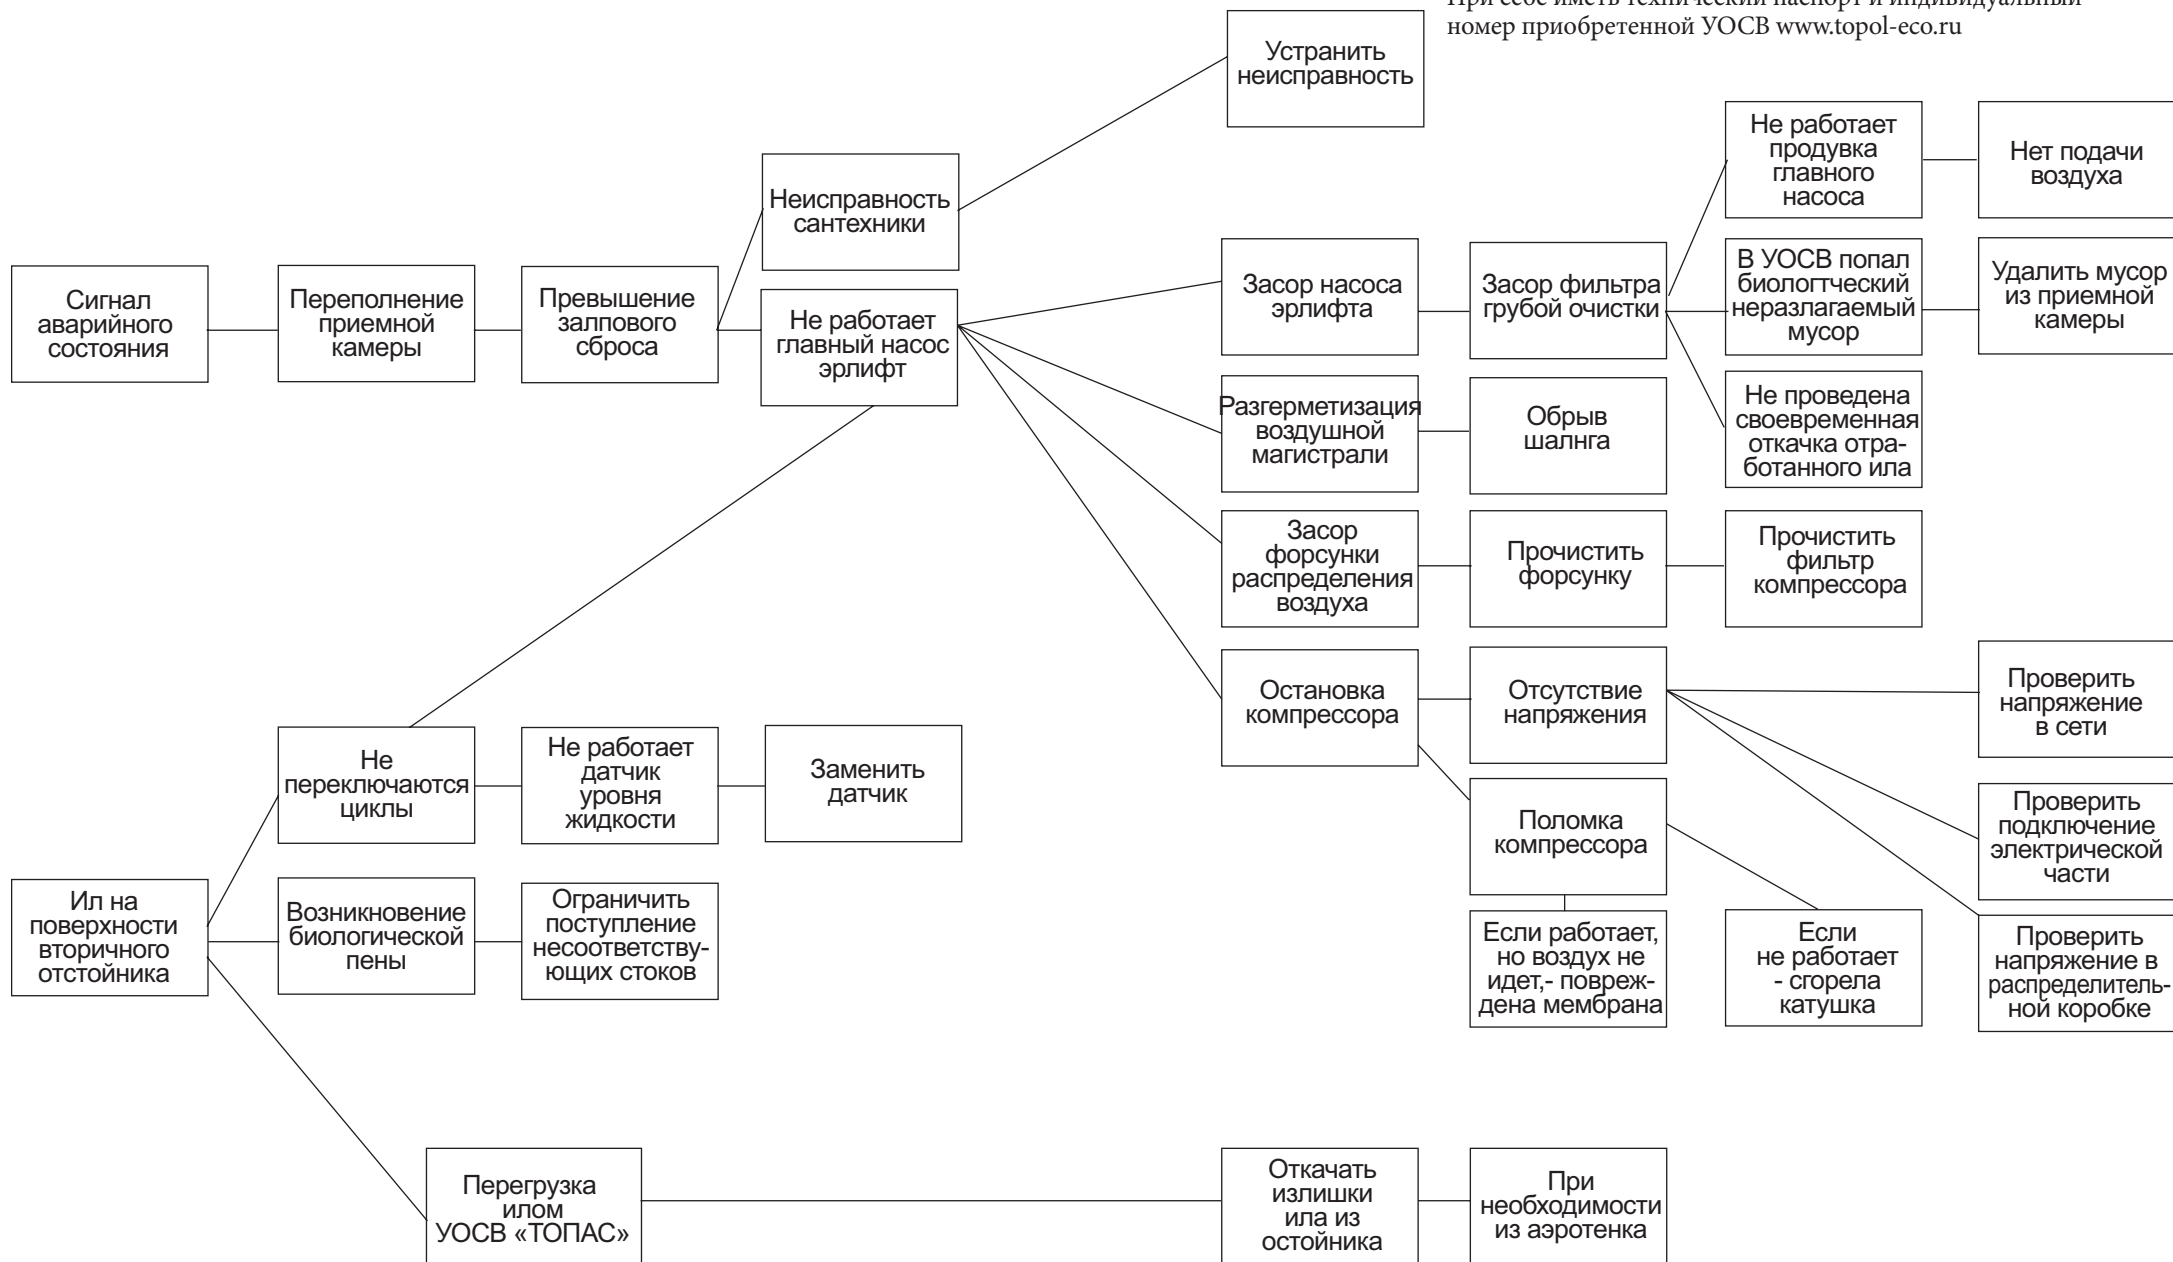 При себе иметь технический паспорт и индивидуальный
номер приобретенной УОСВ www.topol-eco.ru
Устранить
неисправность
Не работает
продувка
главного
насоса
Нет подачи
воздуха
Неисправность
сантехники
Сигнал
аварийного
состояния
Переполнение
приемной
камеры
Превышение
залпового
сброса
Не работает
главный насос
эрлифт
Засор насоса
эрлифта
Засор фильтра
грубой очистки
В УОСВ попал
биологтческий
неразлагаемый
мусор
Удалить мусор
из приемной
камеры
Разгерметизация
воздушной
магистрали
Обрыв
шалнга
Не проведена
своевременная
откачка отра-
ботанного ила
Засор
форсунки
распределения
воздуха
Прочистить
форсунку
Прочистить
фильтр
компрессора
Остановка
компрессора
Отсутствие
напряжения
Проверить
напряжение
в сети
Не
переключаются
циклы
Не работает
датчик
уровня
жидкости
Заменить
датчик
Поломка
компрессора
Проверить
подключение
электрической
части
Ил на
поверхности
вторичного
отстойника
Возникновение
биологической
пены
Ограничить
поступление
несоответству-
ющих стоков
Если работает,
но воздух не
идет,- повреж-
дена мембрана
Если
не работает
- сгорела
катушка
Проверить
напряжение в
распределитель-
ной коробке
Перегрузка
илом
УОСВ «ТОПАС»
Откачать
излишки
ила из
остойника
При
необходимости
из аэротенка